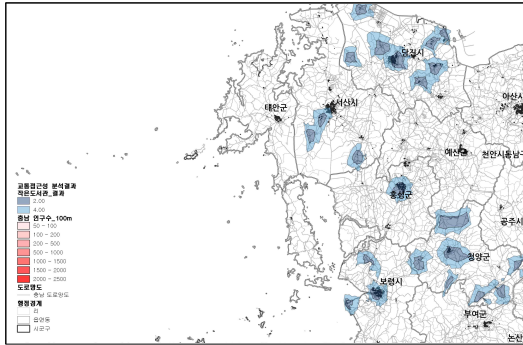 당진시
아산시
서산시
태안군
예산군
천안시동남구
홍성군
공주시
청양군
보령시
부여군
논산
교통접근성 분석결과
작은도서관_결과
2.00
4.00
충남 인구수_100m
50 - 100
100 - 200
200 - 500
500 - 1000
1000 - 1500
1500 - 2000
2000 - 2500
도로망도
충남 도로망도
행정경계
리
읍면동
시군구